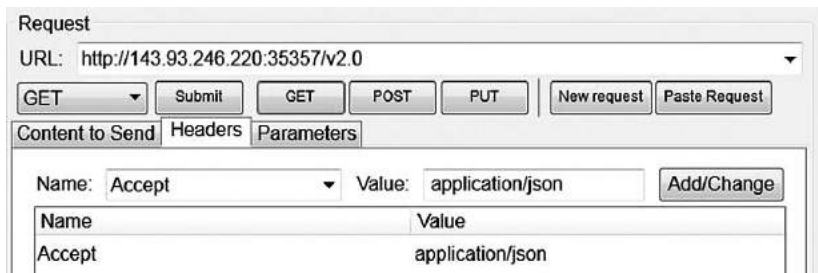 Request
URL: http://143.93.246.220:35357/v2.0
GET Submit GET POST PUT New request Paste Request
Content to Send Headers Parameters
Name: Accept Value: application/json Add/Change
Name Value
Accept application/json